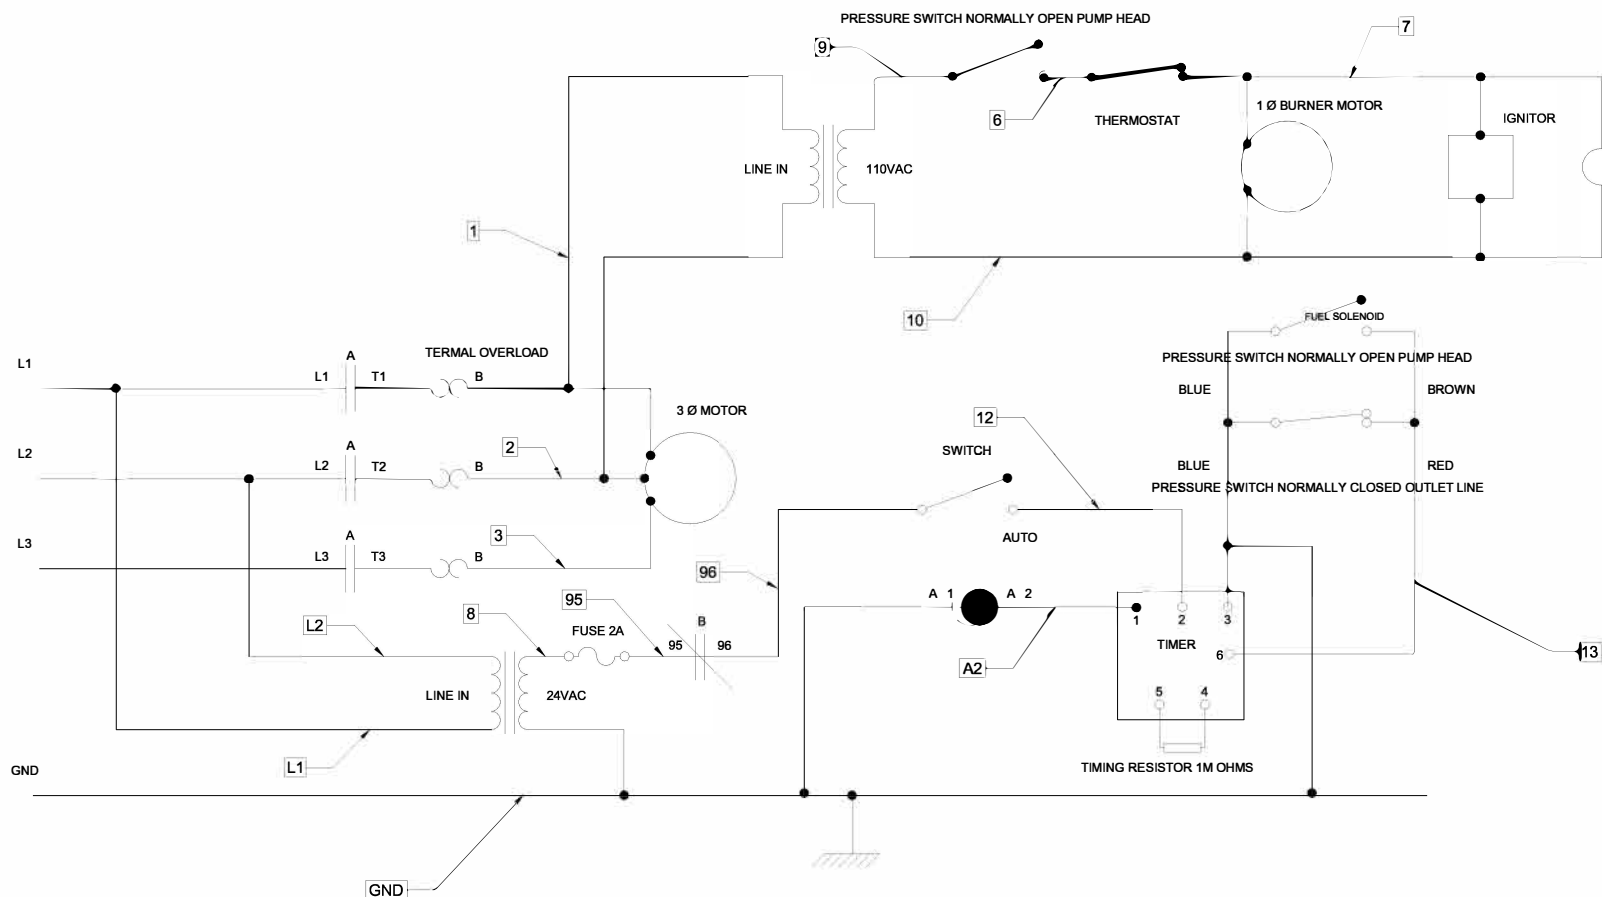 PRESSURE SWITCH NORMALLY OPEN PUMP HEAD
7
9
1 Ø BURNER MOTOR
6
THERMOSTAT
IGNITOR
LINE IN
110VAC
1
10
FUEL SOLENOID
L1
A
TERMAL OVERLOAD
PRESSURE SWITCH NORMALLY OPEN PUMP HEAD
L1
T1
B
BLUE
BROWN
3 Ø MOTOR
12
L2
A
2
SWITCH
L2
T2
B
BLUE
RED
PRESSURE SWITCH NORMALLY CLOSED OUTLET LINE
L3
A
3
AUTO
L3
T3
B
96
95
A 1
A 2
8
L2
FUSE 2A
B
1
2
3
95
96
TIMER
6
13
A2
LINE IN
24VAC
5
4
L1
GND
TIMING RESISTOR 1M OHMS
GND